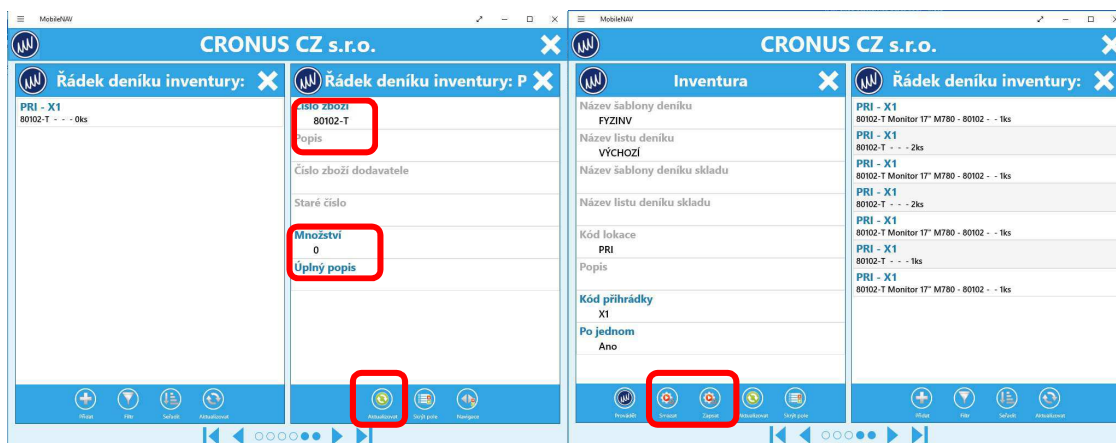 MobileNAV
CRONUS CZ s.r.o.
Řádek deníku inventury:
PRI - X1
80102-T - - - 0ks
Přidat
Filtr
Seřadit
Aktualizovat
Řádek deníku inventury: P
Číslo zboží
80102-T
Popis
Číslo zboží dodavatele
Staré číslo
Množství
0
Úplný popis
Aktualizovat
Skrýt pole
Navigace
MobileNAV
CRONUS CZ s.r.o.
Inventura
Název šablony deníku
FYZINV
Název listu deníku
VÝCHOZÍ
Název šablony deníku skladu
Název listu deníku skladu
Kód lokace
PRI
Popis
Kód přihrádky
X1
Po jednom
Ano
Provádět
Smazat
Zapsat
Aktualizovat
Skrýt pole
Řádek deníku inventury:
PRI - X1
80102-T Monitor 17" M780 - 80102 - - 1ks
PRI - X1
80102-T - - - 2ks
PRI - X1
80102-T Monitor 17" M780 - 80102 - - 1ks
PRI - X1
80102-T - - - 2ks
PRI - X1
80102-T Monitor 17" M780 - 80102 - - 1ks
PRI - X1
80102-T - - - 1ks
PRI - X1
80102-T Monitor 17" M780 - 80102 - - 1ks
Přidat
Filtr
Seřadit
Aktualizovat